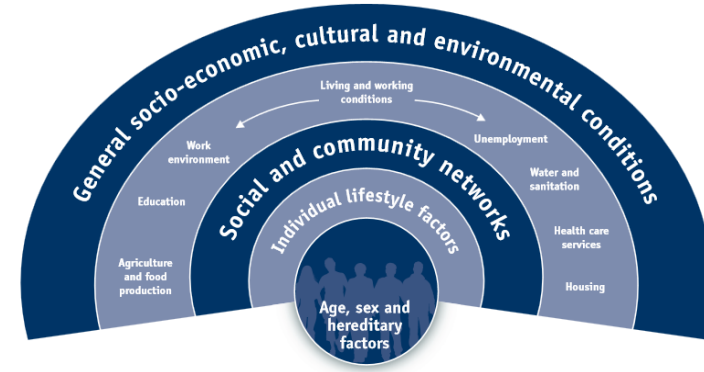 General socio-economic, cultural and environmental conditions
Living and working
conditions
Work
environment
Unemployment
Education
Water and
sanitation
Agriculture
and food
production
Health care
services
Housing
Social and community networks
Individual lifestyle factors
Age, sex and
hereditary
factors